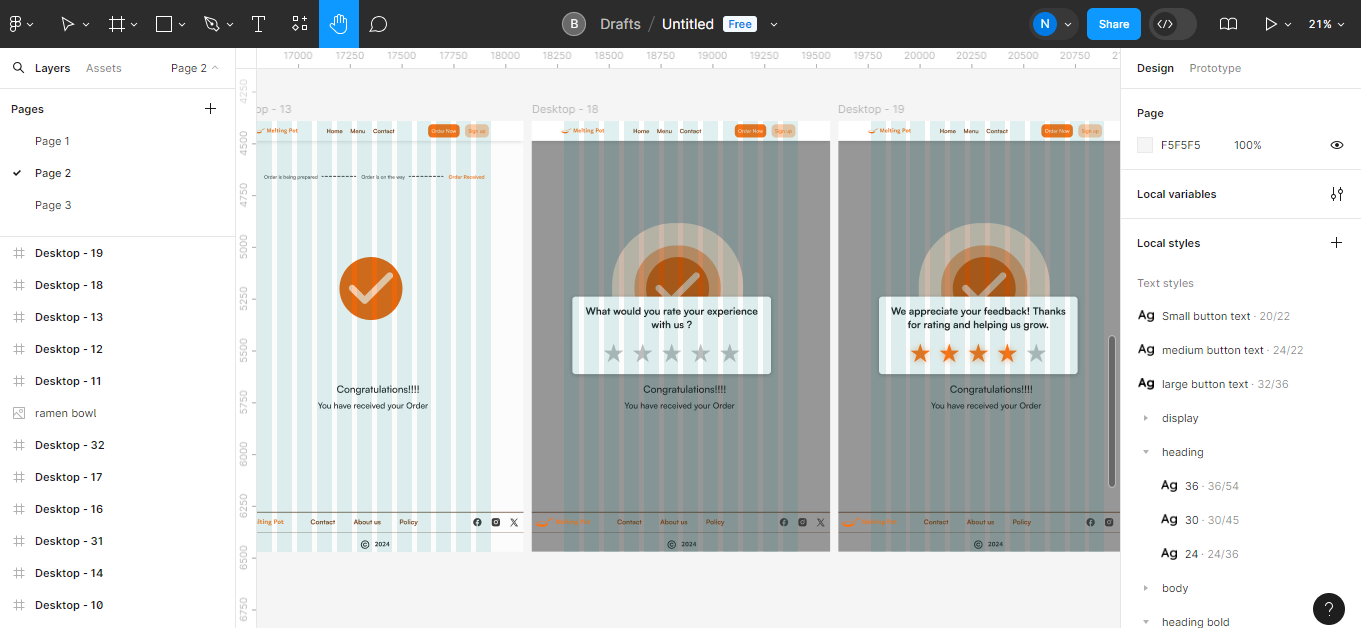 B Drafts / Untitled Free
N Share 21%
Layers Assets Page 2
Pages
Page 1
Page 2
Page 3
Desktop - 19
Desktop - 18
Desktop - 13
Desktop - 12
Desktop - 11
ramen bowl
Desktop - 32
Desktop - 17
Desktop - 16
Desktop - 31
Desktop - 14
Desktop - 10
17000 17250 17500 17750 18000 18250 18500 18750 19000 19250 19500 19750 20000 20250 20500 20750
4250
4500
4750
5000
5250
5500
5750
6000
6250
6500
6750
op - 13
Melting Pot Home Menu Contact Order Now Sign up
Order is being prepared Order is on the way Order Received
Congratulations!!!!
You have received your Order
lting Pot Contact About us Policy
© 2024
Desktop - 18
Melting Pot Home Menu Contact Order Now Sign up
What would you rate your experience
with us ?
Congratulations!!!!
You have received your Order
Contact About us Policy
© 2024
Desktop - 19
Melting Pot Home Menu Contact Order Now Sign up
We appreciate your feedback! Thanks
for rating and helping us grow.
Congratulations!!!!
You have received your Order
Contact About us Policy
© 2024
Design Prototype
Page
F5F5F5 100%
Local variables
Local styles
Text styles
Ag Small button text · 20/22
Ag medium button text · 24/22
Ag large button text · 32/36
display
heading
Ag 36 · 36/54
Ag 30 · 30/45
Ag 24 · 24/36
body
heading bold
?